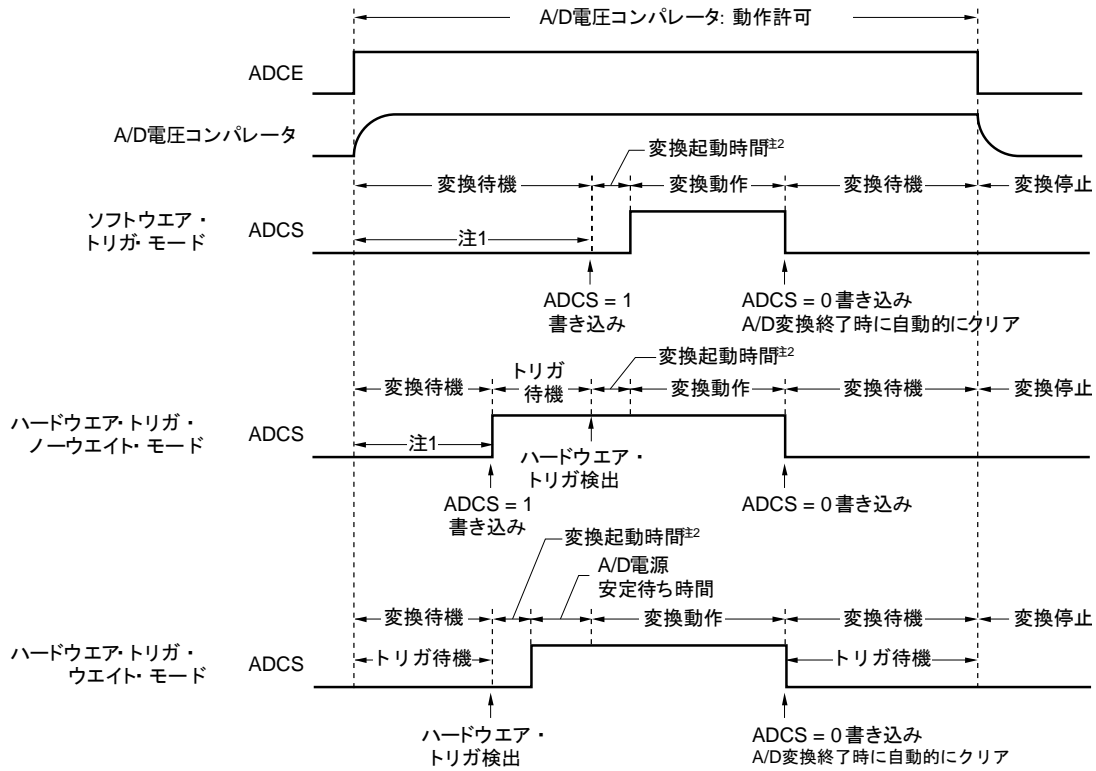 A/D電圧コンパレータ: 動作許可
ADCE
A/D電圧コンパレータ
変換起動時間注2
変換待機
変換動作
変換待機
変換停止
ソフトウエア・
トリガ・モード
ADCS
注1
ADCS = 1
書き込み
ADCS = 0 書き込み
A/D変換終了時に自動的にクリア
変換起動時間注2
変換待機
トリガ
待機
変換動作
変換待機
変換停止
ハードウエア・トリガ・
ノーウエイト・モード
ADCS
注1
ハードウエア・
トリガ検出
ADCS = 1
書き込み
ADCS = 0 書き込み
変換起動時間注2
A/D電源
安定待ち時間
変換待機
変換動作
変換待機
変換停止
ハードウエア・トリガ・
ウエイト・モード
ADCS
トリガ待機
トリガ待機
ハードウエア・
トリガ検出
ADCS = 0 書き込み
A/D変換終了時に自動的にクリア